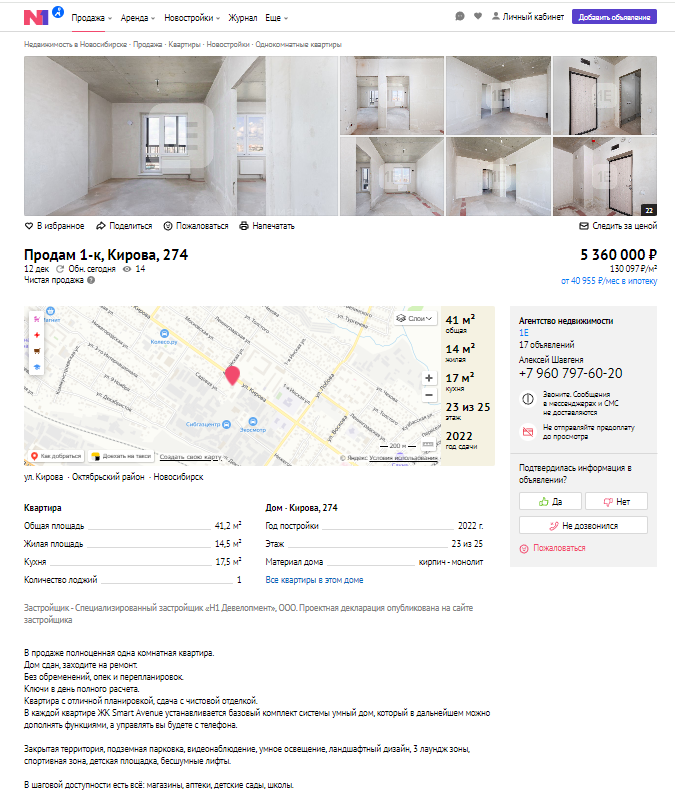 N1
Продажа
Аренда
Новостройки
Журнал
Еще
Личный кабинет
Добавить объявление
Недвижимость в Новосибирске · Продажа · Квартиры · Новостройки · Однокомнатные квартиры
1E
22
В избранное
Поделиться
Пожаловаться
Напечатать
Следить за ценой
Продам 1-к, Кирова, 274
5 360 000 ₽
12 дек
Обн. сегодня
14
130 097 ₽/м²
Чистая продажа
от 40 955 ₽/мес в ипотеку
Слои
Колесо.ру
ул. Кирова
Сибгазцентр
Экосмотр
200 м
Как добраться
Доехать на такси
Создать свою карту
© Яндекс Условия использования
41 м²
общая
14 м²
жилая
17 м²
кухня
23 из 25
этаж
2022
год сдачи
Агентство недвижимости
1Е
17 объявлений
Алексей Шавгеня
+7 960 797-60-20
Звоните. Сообщения
в мессенджерах и СМС
не доставляются
Не отправляйте предоплату
до просмотра
Подтвердилась информация в
объявлении?
Да
Нет
Не дозвонился
Пожаловаться
ул. Кирова · Октябрьский район · Новосибирск
Квартира
Общая площадь 41,2 м²
Жилая площадь 14,5 м²
Кухня 17,5 м²
Количество лоджий 1
Дом - Кирова, 274
Год постройки 2022 г.
Этаж 23 из 25
Материал дома кирпич - монолит
Все квартиры в этом доме
Застройщик - Специализированный застройщик «Н1 Девелопмент», ООО. Проектная декларация опубликована на сайте
застройщика
В продаже полноценная одна комнатная квартира.
Дом сдан, заходите на ремонт.
Без обременений, опек и перепланировок.
Ключи в день полного расчета.
Квартира с отличной планировкой, сдача с чистовой отделкой.
В каждой квартире ЖК Smart Avenue устанавливается базовый комплект системы умный дом, который в дальнейшем можно
дополнять функциями, а управлять вы будете с телефона.
Закрытая территория, подземная парковка, видеонаблюдение, умное освещение, ландшафтный дизайн, 3 лаундж зоны,
спортивная зона, детская площадка, бесшумные лифты.
В шаговой доступности есть всё: магазины, аптеки, детские сады, школы.